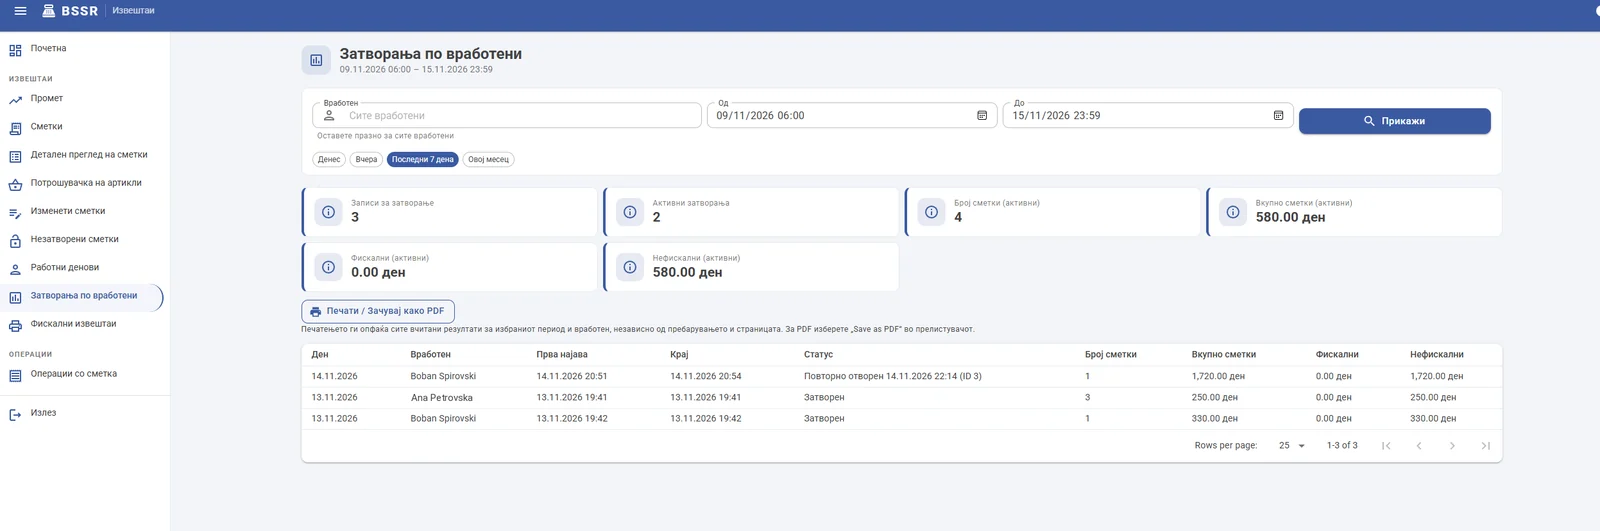 BSSR Извештаи
Почетна
ИЗВЕШТАИ
Промет
Сметки
Детален преглед на сметки
Потрошувачка на артикли
Изменети сметки
Незатворени сметки
Работни денови
Затворања по вработени
Фискални извештаи
ОПЕРАЦИИ
Операции со сметка
Излез
Затворања по вработени
09.11.2026 06:00 – 15.11.2026 23:59
Вработен
Сите вработени
Оставете празно за сите вработени
Од
09/11/2026 06:00
До
15/11/2026 23:59
Прикажи
Денес Вчера Последни 7 дена Овој месец
Записи за затворање
3
Активни затворања
2
Број сметки (активни)
4
Вкупно сметки (активни)
580.00 ден
Фискални (активни)
0.00 ден
Нефискални (активни)
580.00 ден
Печати / Зачувај како PDF
Печатењето ги опфаќа сите вчитани резултати за избраниот период и вработен, независно од пребарувањето и страницата. За PDF изберете „Save as PDF“ во прелистувачот.
Ден Вработен Прва најава Крај Статус Број сметки Вкупно сметки Фискални Нефискални
14.11.2026 Boban Spirovski 14.11.2026 20:51 14.11.2026 20:54 Повторно отворен 14.11.2026 22:14 (ID 3) 1 1,720.00 ден 0.00 ден 1,720.00 ден
13.11.2026 Ana Petrovska 13.11.2026 19:41 13.11.2026 19:41 Затворен 3 250.00 ден 0.00 ден 250.00 ден
13.11.2026 Boban Spirovski 13.11.2026 19:42 13.11.2026 19:42 Затворен 1 330.00 ден 0.00 ден 330.00 ден
Rows per page: 25 1-3 of 3